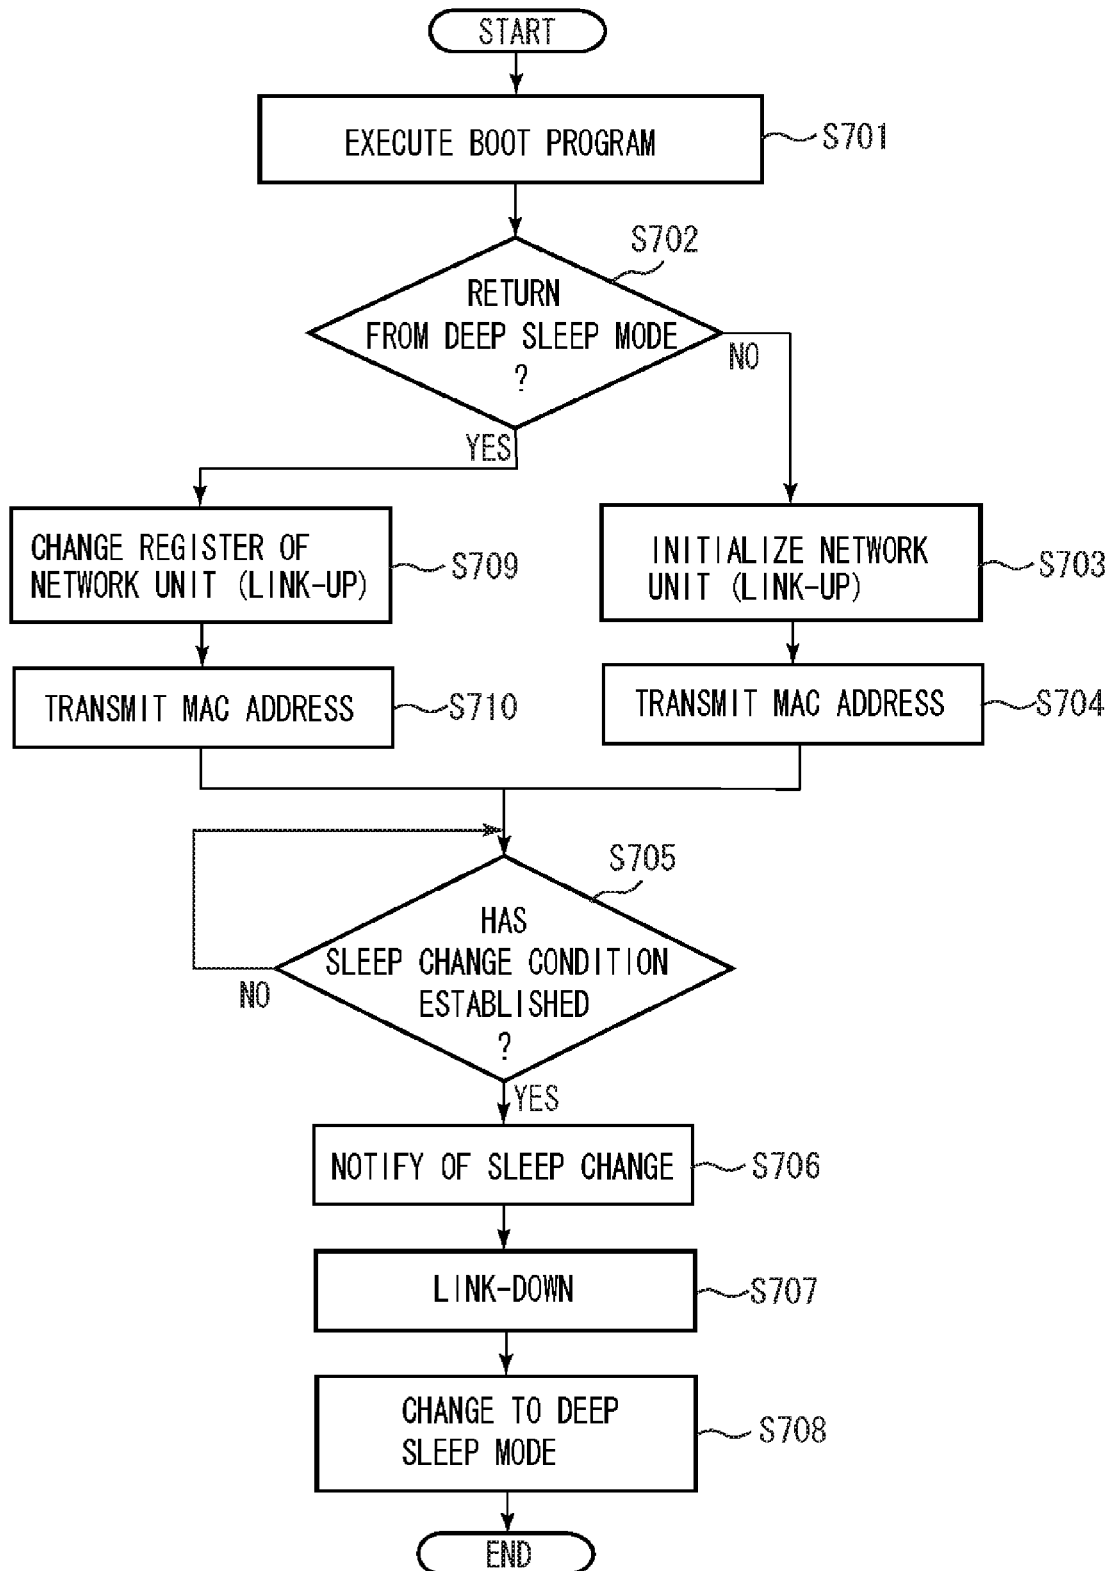 START
EXECUTE BOOT PROGRAM
S701
S702
RETURN
FROM DEEP SLEEP MODE
?
NO
YES
CHANGE REGISTER OF
NETWORK UNIT (LINK-UP)
S709
INITIALIZE NETWORK
UNIT (LINK-UP)
S703
TRANSMIT MAC ADDRESS
S710
TRANSMIT MAC ADDRESS
S704
S705
HAS
SLEEP CHANGE CONDITION
ESTABLISHED
?
NO
YES
NOTIFY OF SLEEP CHANGE
S706
LINK-DOWN
S707
CHANGE TO DEEP
SLEEP MODE
S708
END